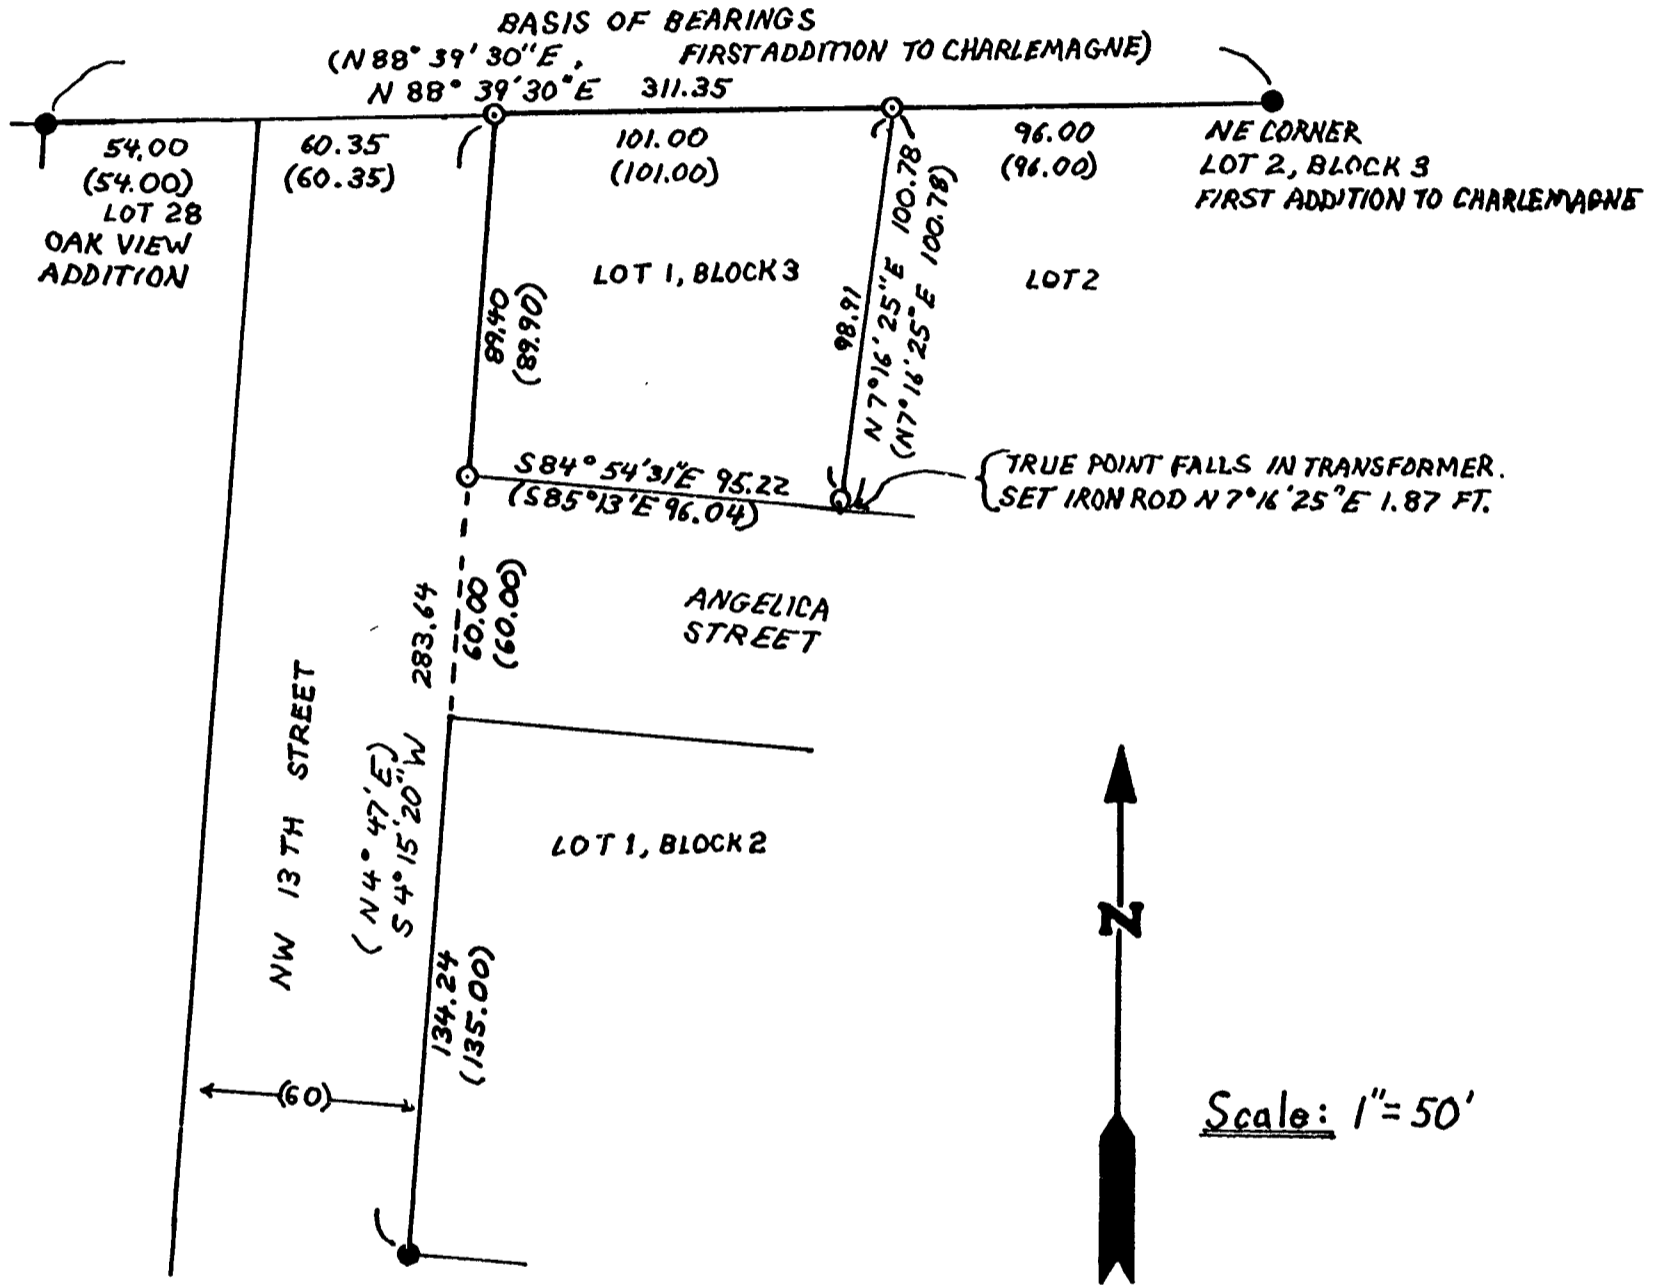 BASIS OF BEARINGS
(N 88° 39' 30" E, FIRST ADDITION TO CHARLEMAGNE)
N 88° 39' 30" E 311.35
54.00
(54.00)
LOT 28
OAK VIEW
ADDITION
60.35
(60.35)
101.00
(101.00)
96.00
(96.00)
NE CORNER
LOT 2, BLOCK 3
FIRST ADDITION TO CHARLEMAGNE
LOT 1, BLOCK 3
LOT 2
89.40
(89.90)
98.91
N 7° 16' 25" E 100.78
(N 7° 16' 25" E 100.78)
S 84° 54' 31" E 95.22
(S 85° 13' E 96.04)
TRUE POINT FALLS IN TRANSFORMER.
SET IRON ROD N 7° 16' 25" E 1.87 FT.
283.64
60.00
(60.00)
ANGELICA
STREET
NW 13TH STREET
(N 4° 47' E)
S 4° 15' 20" W
LOT 1, BLOCK 2
134.24
(135.00)
(60)
N
Scale: 1" = 50'